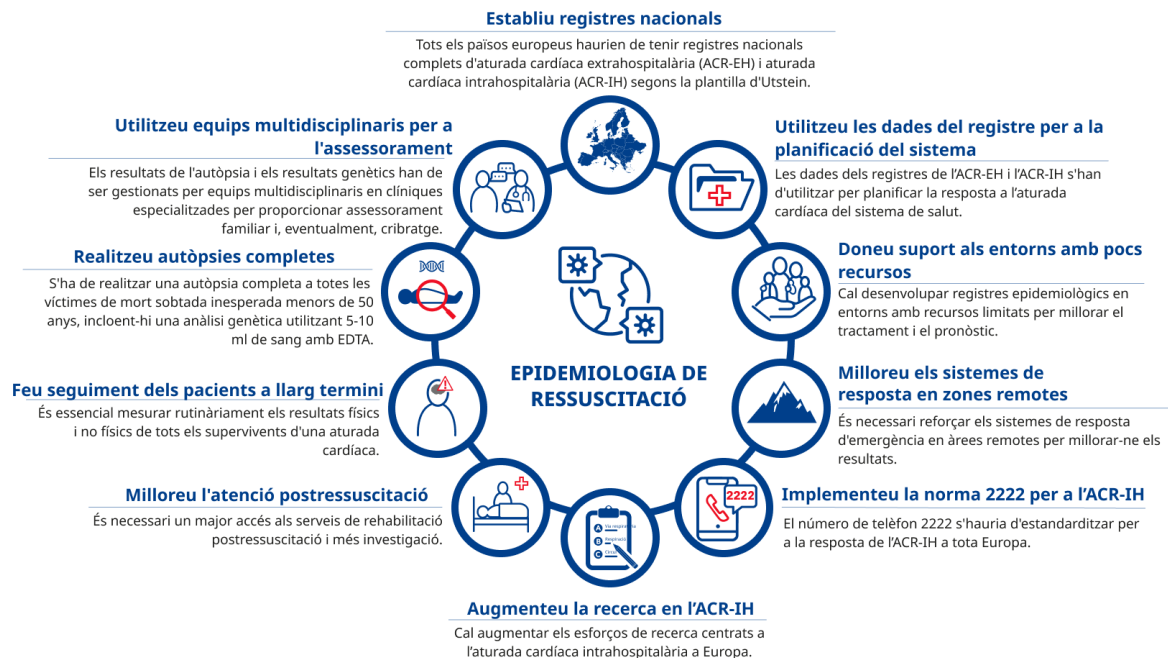 Establiu registres nacionals
Tots els països europeus haurien de tenir registres nacionals
complets d'aturada cardíaca extrahospitalària (ACR-EH) i aturada
cardíaca intrahospitalària (ACR-IH) segons la plantilla d'Utstein.
Utilitzeu les dades del registre per a la
planificació del sistema
Les dades dels registres de l’ACR-EH i l’ACR-IH s'han
d'utilitzar per planificar la resposta a l’aturada
cardíaca del sistema de salut.
Doneu suport als entorns amb pocs
recursos
Cal desenvolupar registres epidemiològics en
entorns amb recursos limitats per millorar el
tractament i el pronòstic.
Milloreu els sistemes de
resposta en zones remotes
És necessari reforçar els sistemes de resposta
d'emergència en àrees remotes per millorar-ne els
resultats.
Implementeu la norma 2222 per a l’ACR-IH
El número de telèfon 2222 s'hauria d'estandarditzar per
a la resposta de l’ACR-IH a tota Europa.
2222
Augmenteu la recerca en l’ACR-IH
Cal augmentar els esforços de recerca centrats a
l’aturada cardíaca intrahospitalària a Europa.
A Via respiratòria
B Respiració
C
Milloreu l'atenció postressuscitació
És necessari un major accés als serveis de rehabilitació
postressuscitació i més investigació.
Feu seguiment dels pacients a llarg termini
És essencial mesurar rutinàriament els resultats físics
i no físics de tots els supervivents d'una aturada
cardíaca.
Realitzeu autòpsies completes
S'ha de realitzar una autòpsia completa a totes les
víctimes de mort sobtada inesperada menors de 50
anys, incloent-hi una anàlisi genètica utilitzant 5-10
ml de sang amb EDTA.
Utilitzeu equips multidisciplinaris per a
l'assessorament
Els resultats de l'autòpsia i els resultats genètics han de
ser gestionats per equips multidisciplinaris en clíniques
especialitzades per proporcionar assessorament
familiar i, eventualment, cribratge.
EPIDEMIOLOGIA DE
RESSUSCITACIÓ